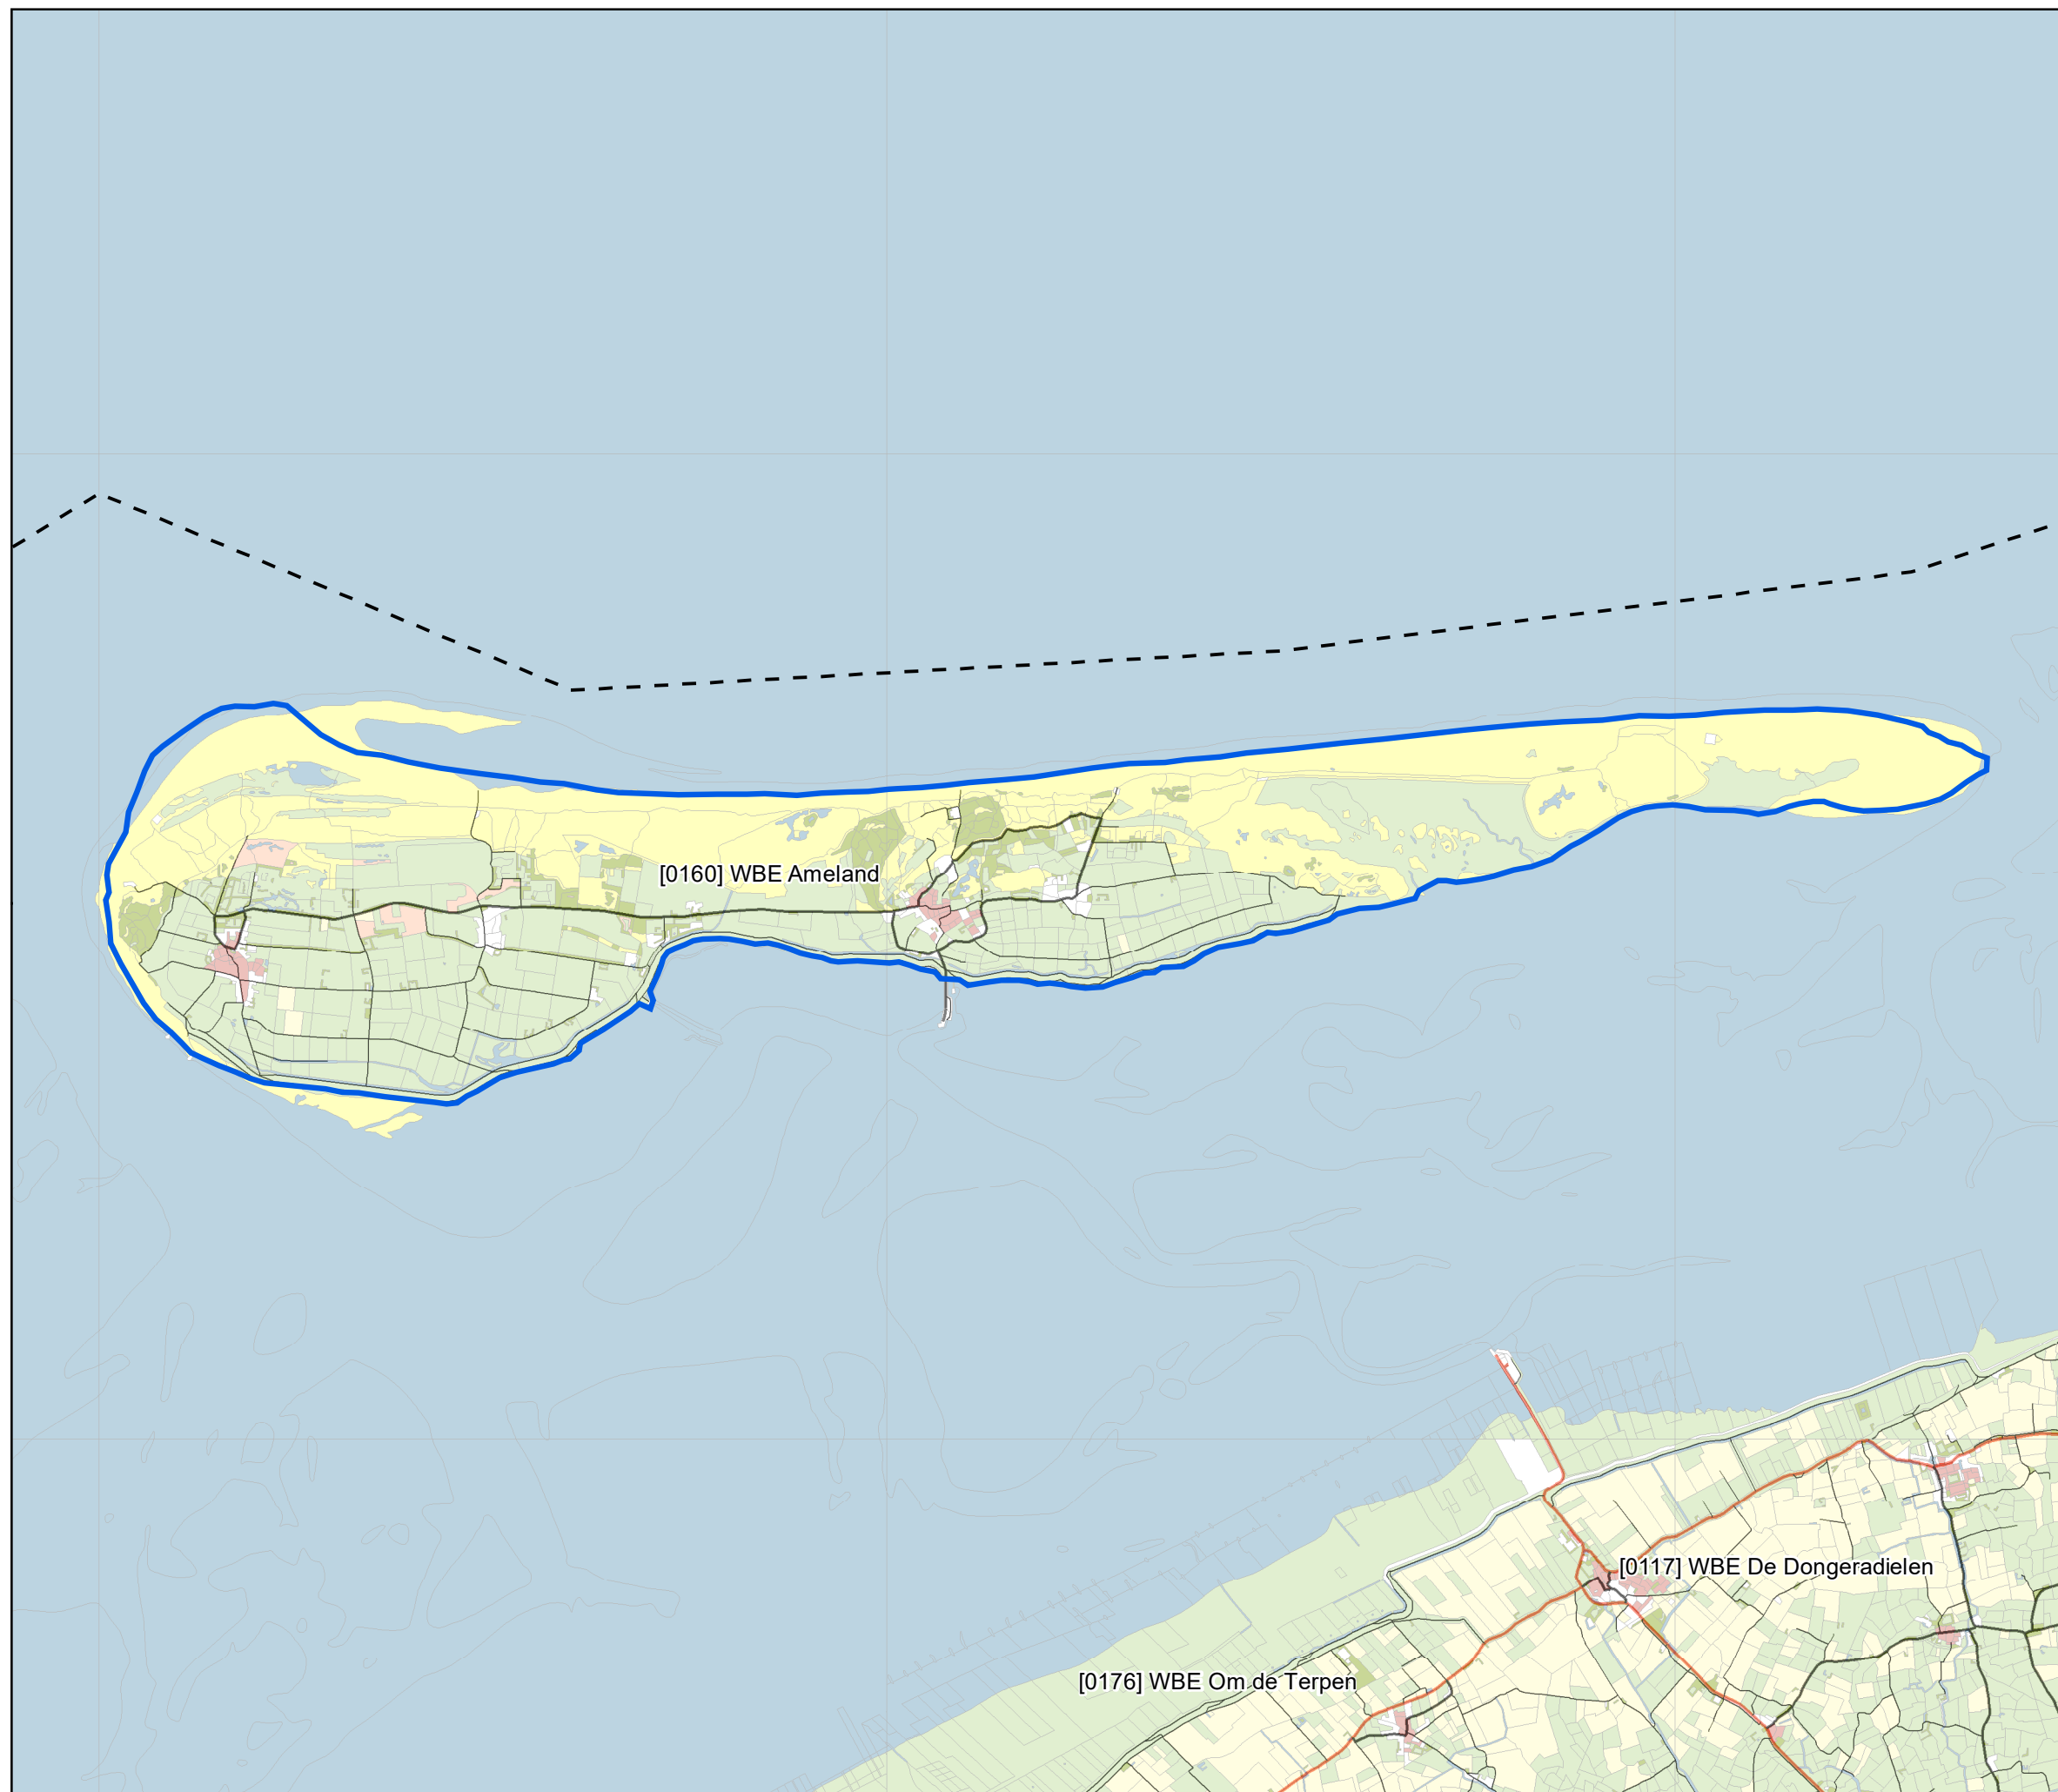 [0160] WBE Ameland
[0117] WBE De Dongeradielen
[0176] WBE Om de Terpen